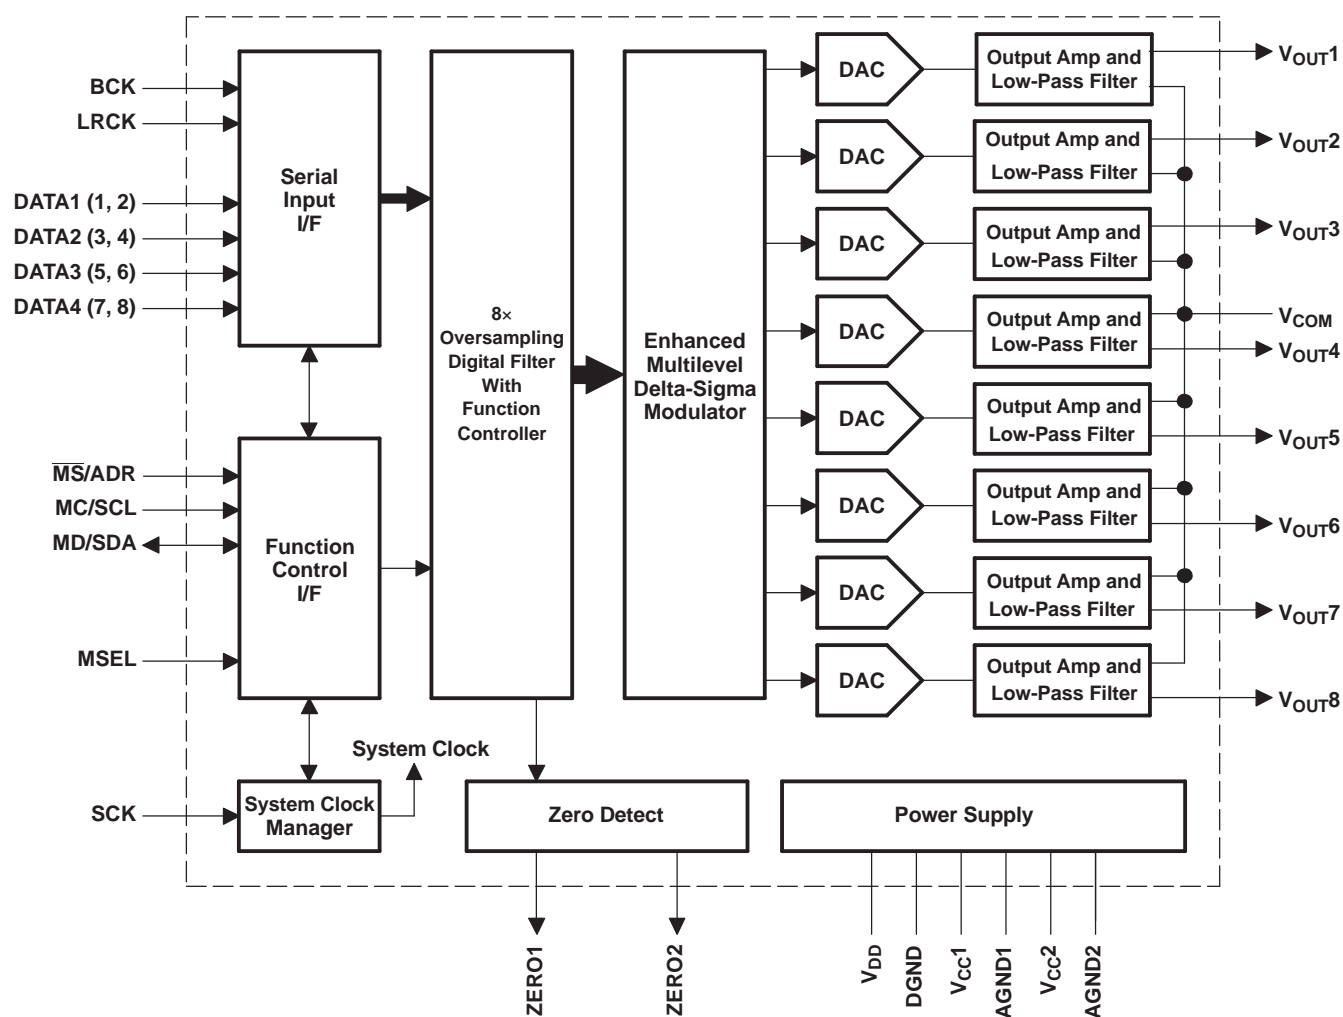 BCK
LRCK
DATA1 (1, 2)
DATA2 (3, 4)
DATA3 (5, 6)
DATA4 (7, 8)
MS/ADR
MC/SCL
MD/SDA
MSEL
SCK
Serial
Input
I/F
Function
Control
I/F
System Clock
Manager
System Clock
8×
Oversampling
Digital Filter
With
Function
Controller
Enhanced
Multilevel
Delta-Sigma
Modulator
DAC
Output Amp and
Low-Pass Filter
VOUT1
DAC
Output Amp and
Low-Pass Filter
VOUT2
DAC
Output Amp and
Low-Pass Filter
VOUT3
DAC
Output Amp and
Low-Pass Filter
VCOM
VOUT4
DAC
Output Amp and
Low-Pass Filter
VOUT5
DAC
Output Amp and
Low-Pass Filter
VOUT6
DAC
Output Amp and
Low-Pass Filter
VOUT7
DAC
Output Amp and
Low-Pass Filter
VOUT8
Zero Detect
Power Supply
ZERO1
ZERO2
VDD
DGND
VCC1
AGND1
VCC2
AGND2